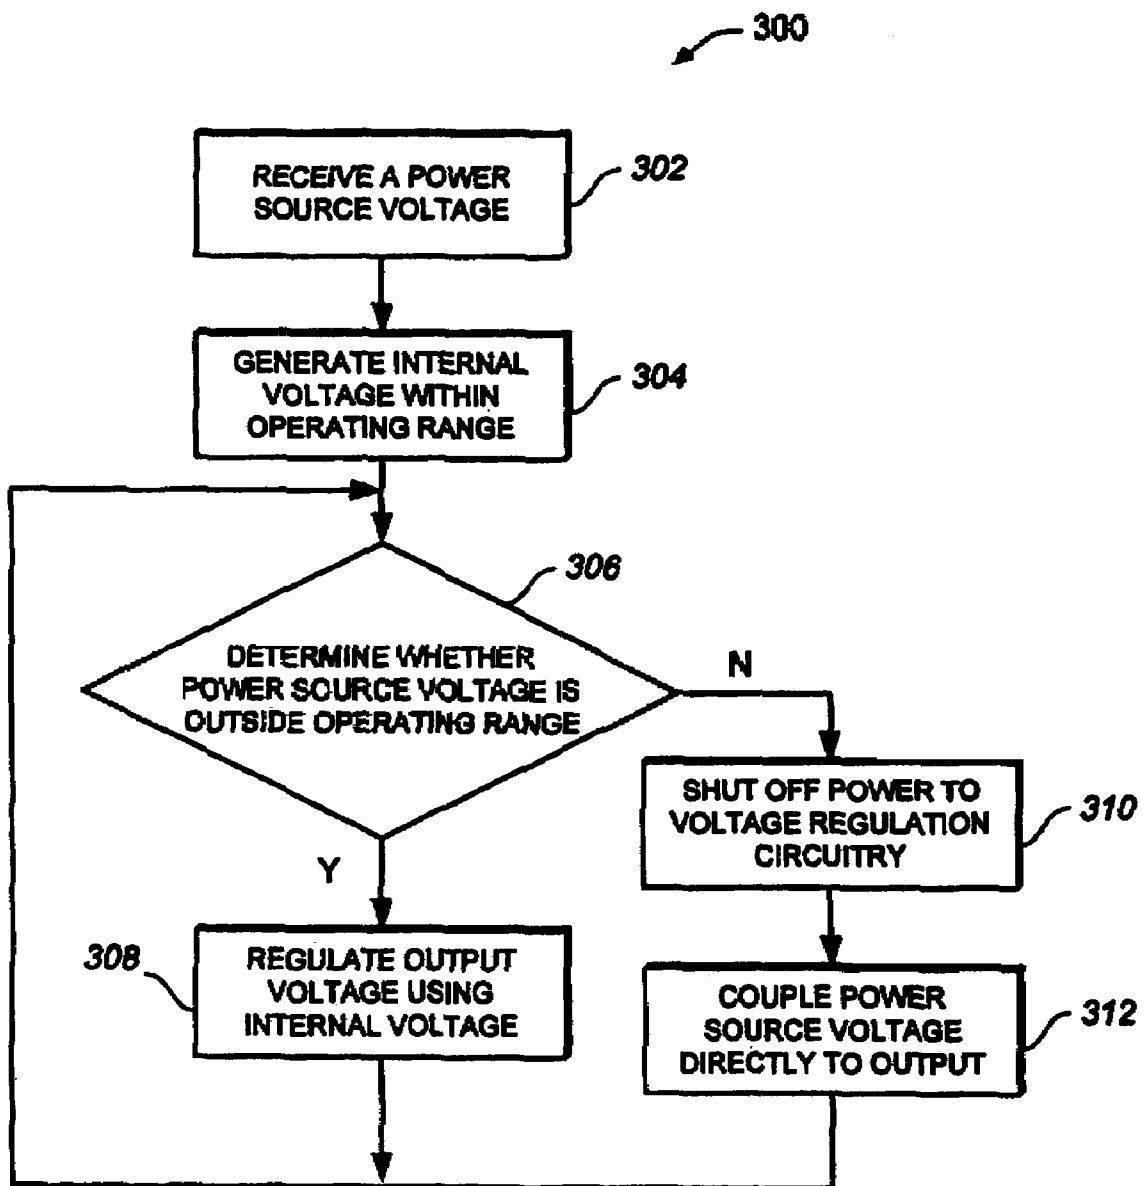 300
RECEIVE A POWER
SOURCE VOLTAGE
302
GENERATE INTERNAL
VOLTAGE WITHIN
OPERATING RANGE
304
306
DETERMINE WHETHER
POWER SOURCE VOLTAGE IS
OUTSIDE OPERATING RANGE
N
Y
SHUT OFF POWER TO
VOLTAGE REGULATION
CIRCUITRY
310
308
REGULATE OUTPUT
VOLTAGE USING
INTERNAL VOLTAGE
COUPLE POWER
SOURCE VOLTAGE
DIRECTLY TO OUTPUT
312